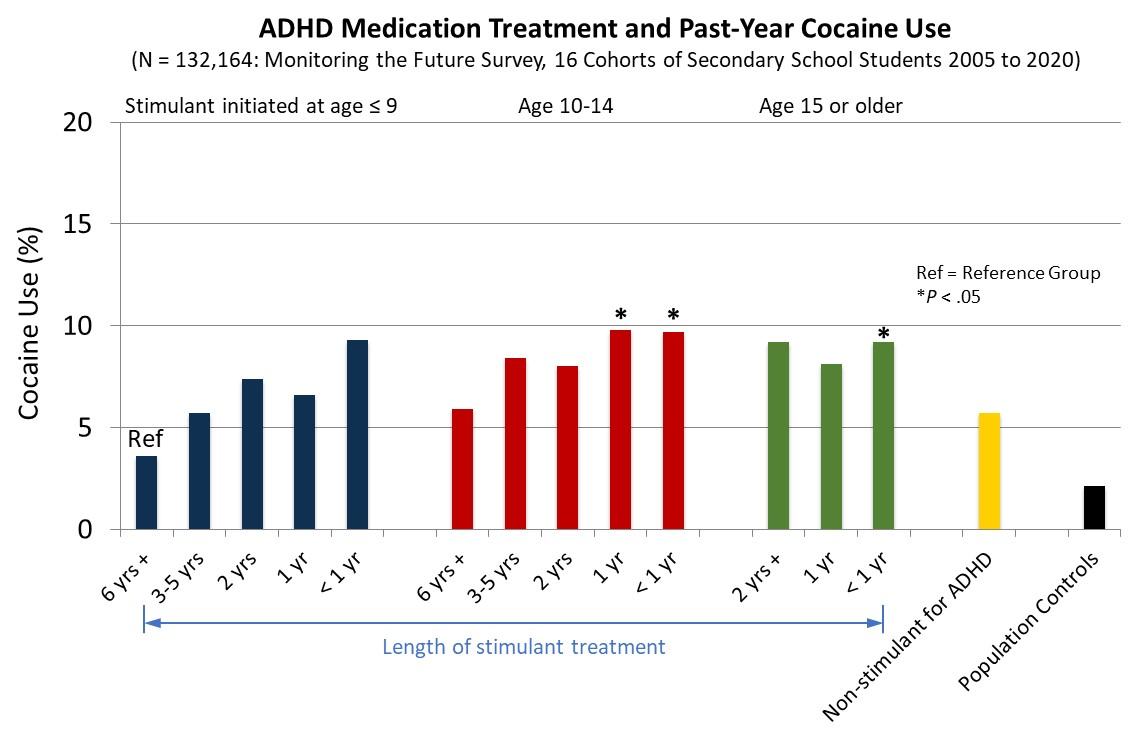 ADHD Medication Treatment and Past-Year Cocaine Use
(N = 132,164: Monitoring the Future Survey, 16 Cohorts of Secondary School Students 2005 to 2020)
Stimulant initiated at age ≤ 9
Age 10-14
Age 15 or older
20
15
10
5
0
Cocaine Use (%)
Ref = Reference Group
*P < .05
*
*
*
Ref
6 yrs +
3-5 yrs
2 yrs
1 yr
< 1 yr
6 yrs +
3-5 yrs
2 yrs
1 yr
< 1 yr
2 yrs +
1 yr
< 1 yr
Non-stimulant for ADHD
Population Controls
Length of stimulant treatment